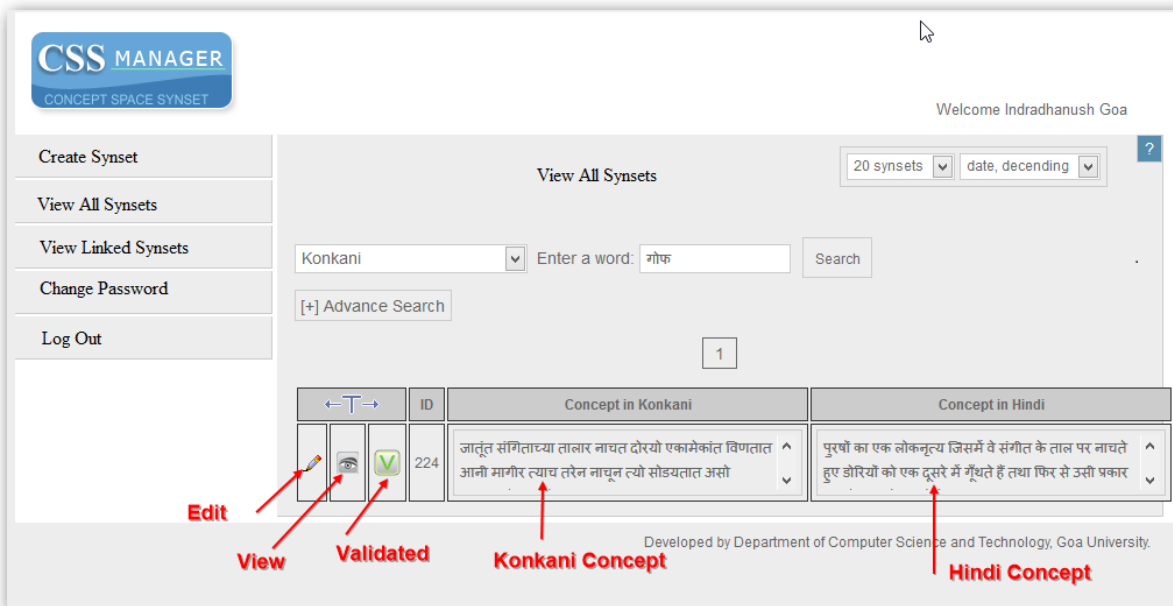 CSS MANAGER
CONCEPT SPACE SYNSET
Welcome Indradhanush Goa
Create Synset
View All Synsets
View Linked Synsets
Change Password
Log Out
?
View All Synsets
20 synsets
date, decending
Konkani
Enter a word: गोफ
Search
.
[+] Advance Search
1
←T→
ID
Concept in Konkani
Concept in Hindi
V
224
जातूंत संगिताच्या तालार नाचत दोरयो एकामेकांत विणतात
आनी मागीर त्याच तरेन नाचून त्यो सोडयतात असो
पुरषों का एक लोकनृत्य जिसमें वे संगीत के ताल पर नाचते
हुए डोरियों को एक दूसरे में गूँथते हैं तथा फिर से उसी प्रकार
Edit
View
Validated
Konkani Concept
Hindi Concept
Developed by Department of Computer Science and Technology, Goa University.